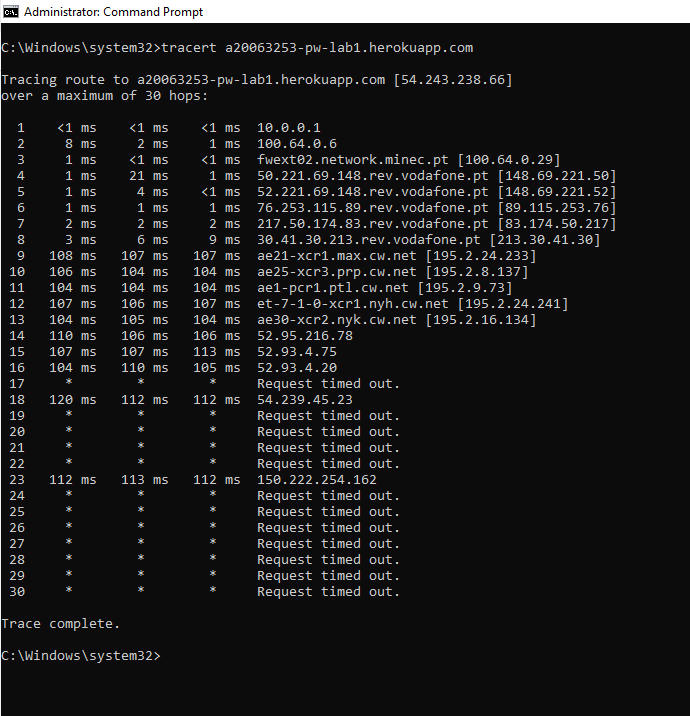 Administrator: Command Prompt
C:\Windows\system32>tracert a20063253-pw-lab1.herokuapp.com
Tracing route to a20063253-pw-lab1.herokuapp.com [54.243.238.66]
over a maximum of 30 hops:
1 <1 ms <1 ms <1 ms 10.0.0.1
2 8 ms 2 ms 1 ms 100.64.0.6
3 1 ms <1 ms <1 ms fwext02.network.minec.pt [100.64.0.29]
4 1 ms 21 ms 1 ms 50.221.69.148.rev.vodafone.pt [148.69.221.50]
5 1 ms 4 ms <1 ms 52.221.69.148.rev.vodafone.pt [148.69.221.52]
6 1 ms 1 ms 1 ms 76.253.115.89.rev.vodafone.pt [89.115.253.76]
7 2 ms 2 ms 2 ms 217.50.174.83.rev.vodafone.pt [83.174.50.217]
8 3 ms 6 ms 9 ms 30.41.30.213.rev.vodafone.pt [213.30.41.30]
9 108 ms 107 ms 107 ms ae21-xcr1.max.cw.net [195.2.24.233]
10 106 ms 104 ms 104 ms ae25-xcr3.prp.cw.net [195.2.8.137]
11 104 ms 104 ms 104 ms ae1-pcr1.ptl.cw.net [195.2.9.73]
12 107 ms 106 ms 107 ms et-7-1-0-xcr1.nyh.cw.net [195.2.24.241]
13 104 ms 105 ms 104 ms ae30-xcr2.nyk.cw.net [195.2.16.134]
14 110 ms 106 ms 106 ms 52.95.216.78
15 107 ms 107 ms 113 ms 52.93.4.75
16 104 ms 110 ms 105 ms 52.93.4.20
17 * * * Request timed out.
18 120 ms 112 ms 112 ms 54.239.45.23
19 * * * Request timed out.
20 * * * Request timed out.
21 * * * Request timed out.
22 * * * Request timed out.
23 112 ms 113 ms 112 ms 150.222.254.162
24 * * * Request timed out.
25 * * * Request timed out.
26 * * * Request timed out.
27 * * * Request timed out.
28 * * * Request timed out.
29 * * * Request timed out.
30 * * * Request timed out.
Trace complete.
C:\Windows\system32>